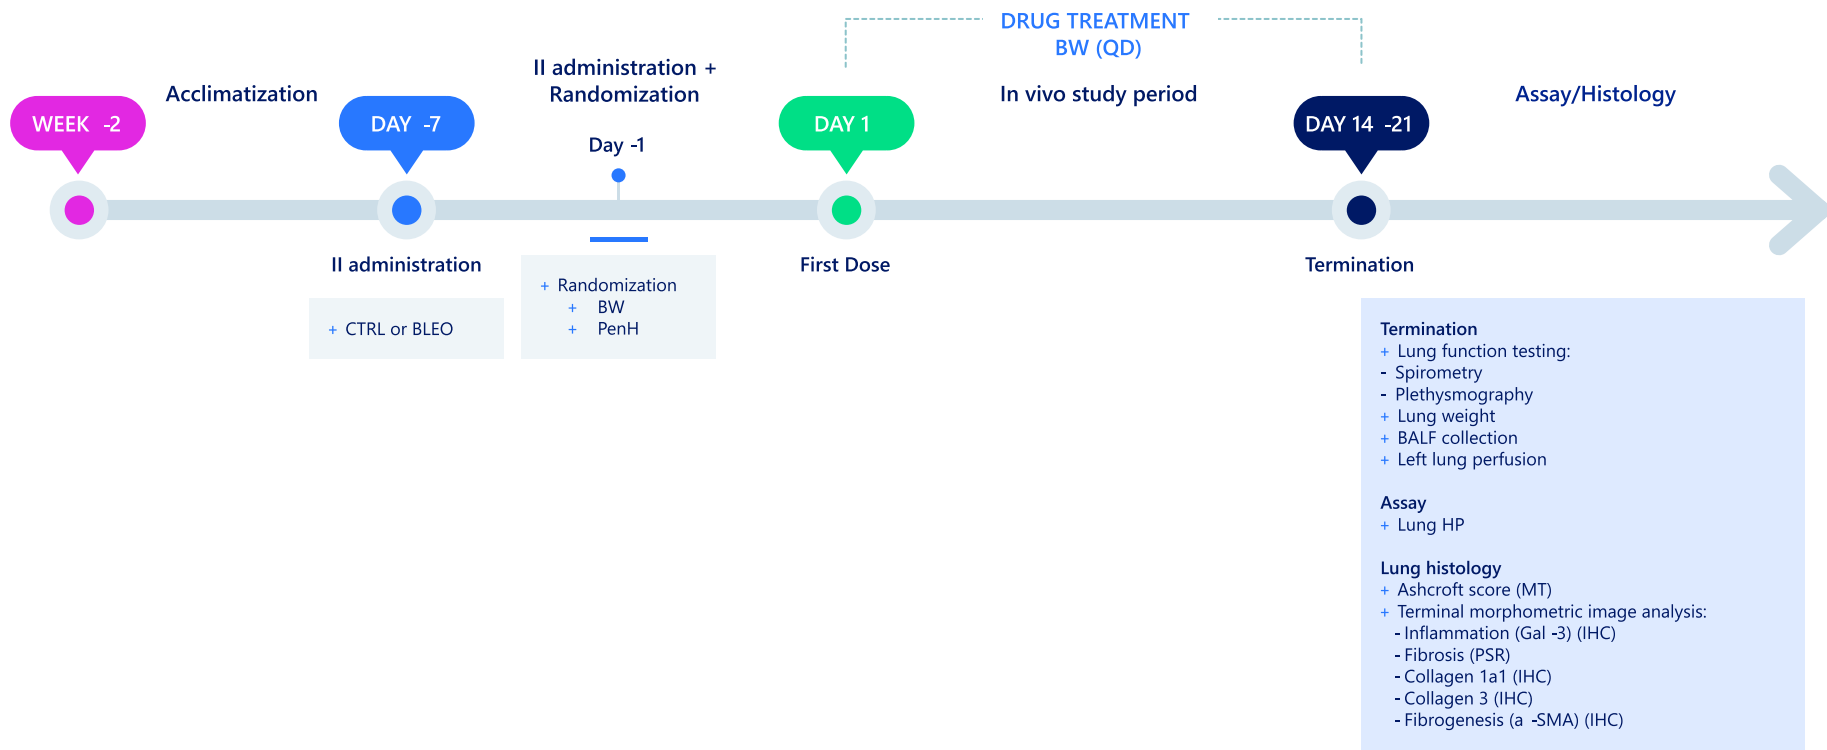 DRUG TREATMENT
BW (QD)
II administration +
Randomization
Acclimatization
In vivo study period
Assay/Histology
WEEK -2
DAY -7
Day -1
DAY 1
DAY 14 -21
II administration
First Dose
Termination
+ CTRL or BLEO
+ Randomization
+ BW
+ PenH
Termination
+ Lung function testing:
- Spirometry
- Plethysmography
+ Lung weight
+ BALF collection
+ Left lung perfusion
Assay
+ Lung HP
Lung histology
+ Ashcroft score (MT)
+ Terminal morphometric image analysis:
- Inflammation (Gal -3) (IHC)
- Fibrosis (PSR)
- Collagen 1a1 (IHC)
- Collagen 3 (IHC)
- Fibrogenesis (a -SMA) (IHC)